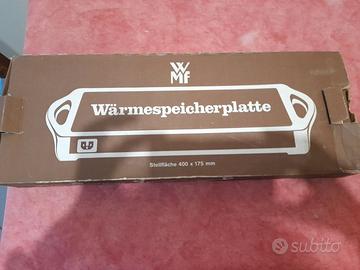 WMF
Wärmespeicherplatte
Stellfläche 400 x 175 mm
subito